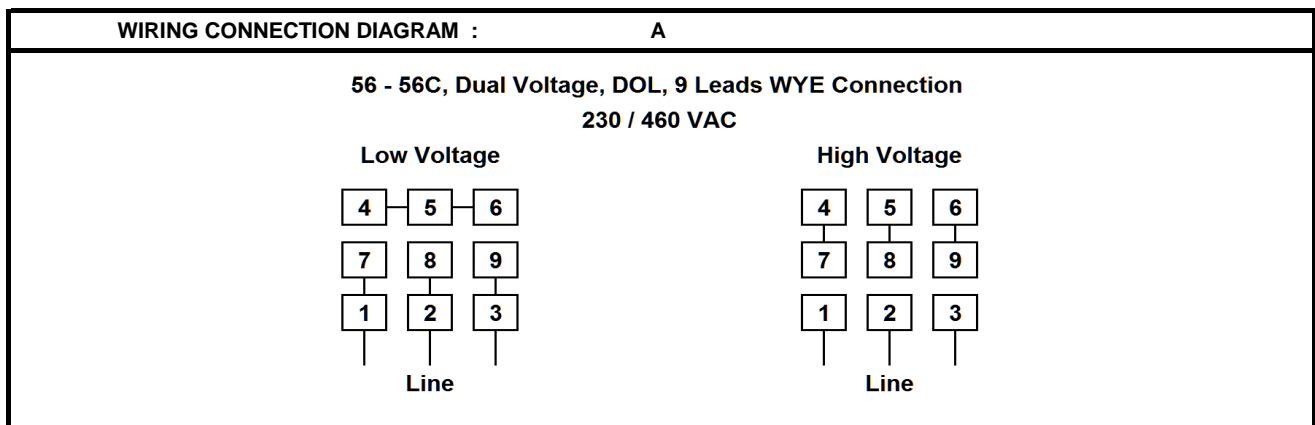 WIRING CONNECTION DIAGRAM : A
56 - 56C, Dual Voltage, DOL, 9 Leads WYE Connection
230 / 460 VAC
Low Voltage High Voltage
4 5 6 4 5 6
7 8 9 7 8 9
1 2 3 1 2 3
Line Line